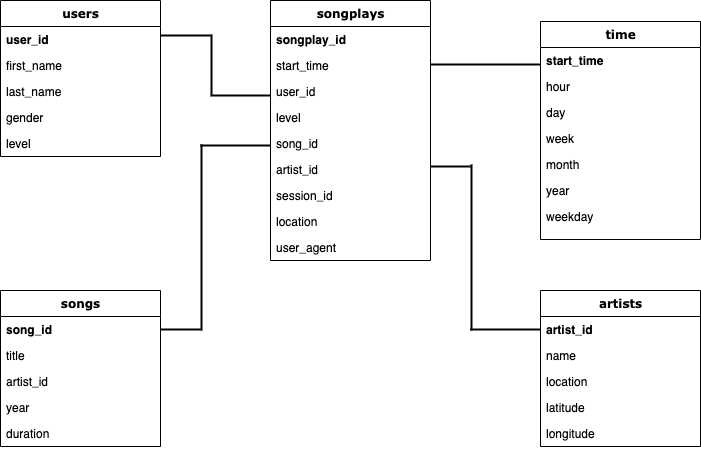 users
user_id
first_name
last_name
gender
level
songplays
songplay_id
start_time
user_id
level
song_id
artist_id
session_id
location
user_agent
time
start_time
hour
day
week
month
year
weekday
songs
song_id
title
artist_id
year
duration
artists
artist_id
name
location
latitude
longitude